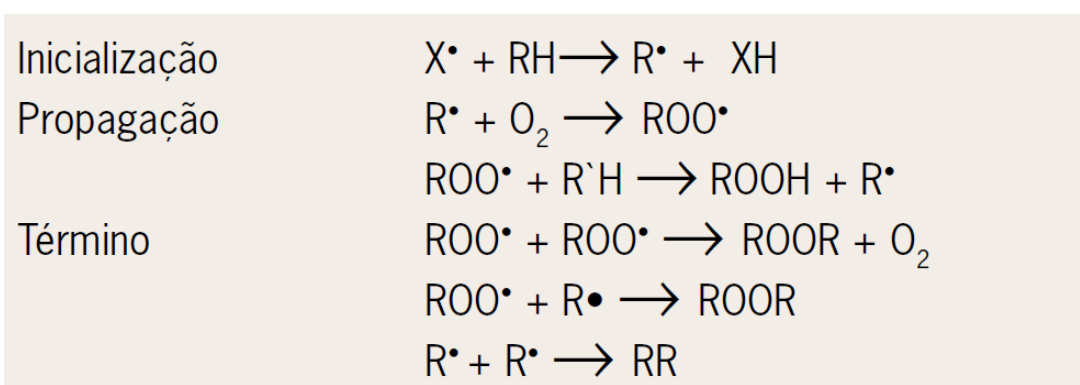 Inicialização X• + RH⟶ R• + XH
Propagação R• + O₂ ⟶ ROO•
ROO• + R`H ⟶ ROOH + R•
Término ROO• + ROO• ⟶ ROOR + O₂
ROO• + R● ⟶ ROOR
R• + R• ⟶ RR